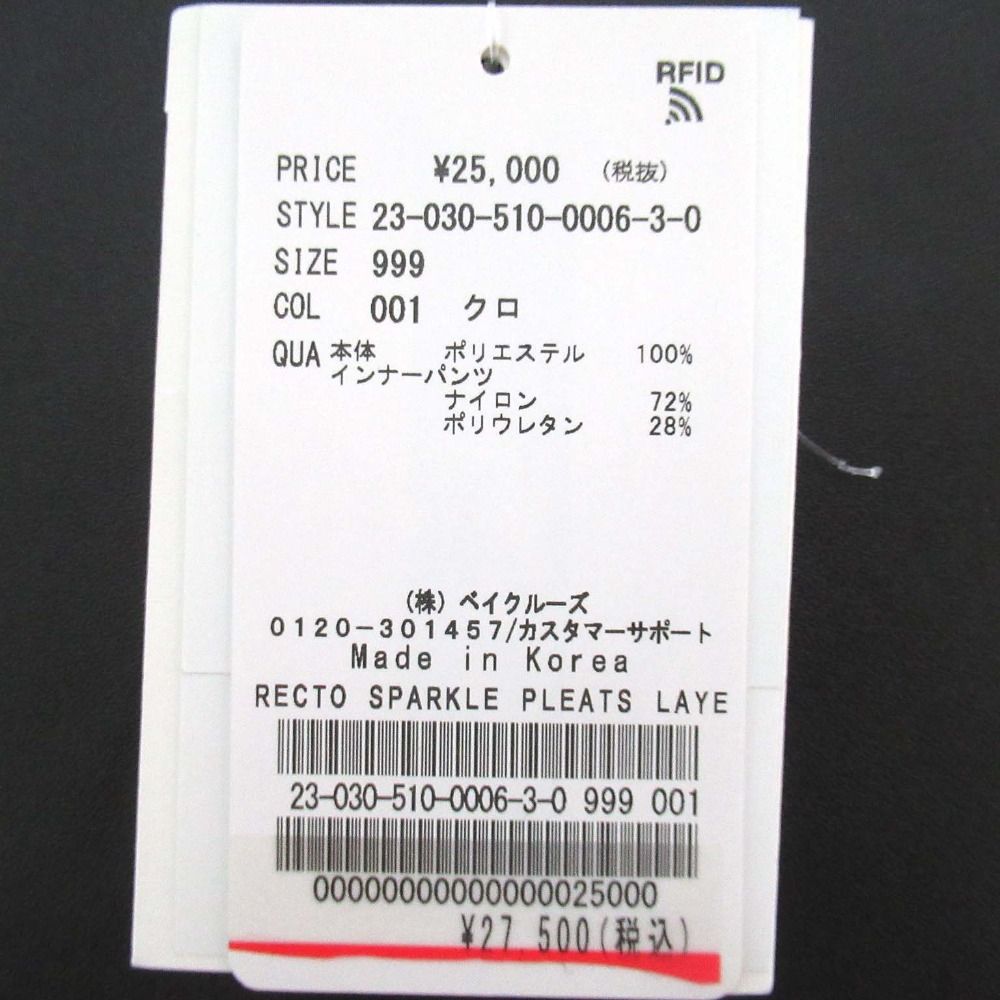 RFID
PRICE ¥25,000 (税抜)
STYLE 23-030-510-0006-3-0
SIZE 999
COL 001 クロ
QUA 本体 ポリエステル 100%
インナーパンツ
ナイロン 72%
ポリウレタン 28%
(株) ベイクルーズ
0120-301457/カスタマーサポート
Made in Korea
RECTO SPARKLE PLEATS LAYE
23-030-510-0006-3-0 999 001
00000000000000025000
¥27,500(税込)